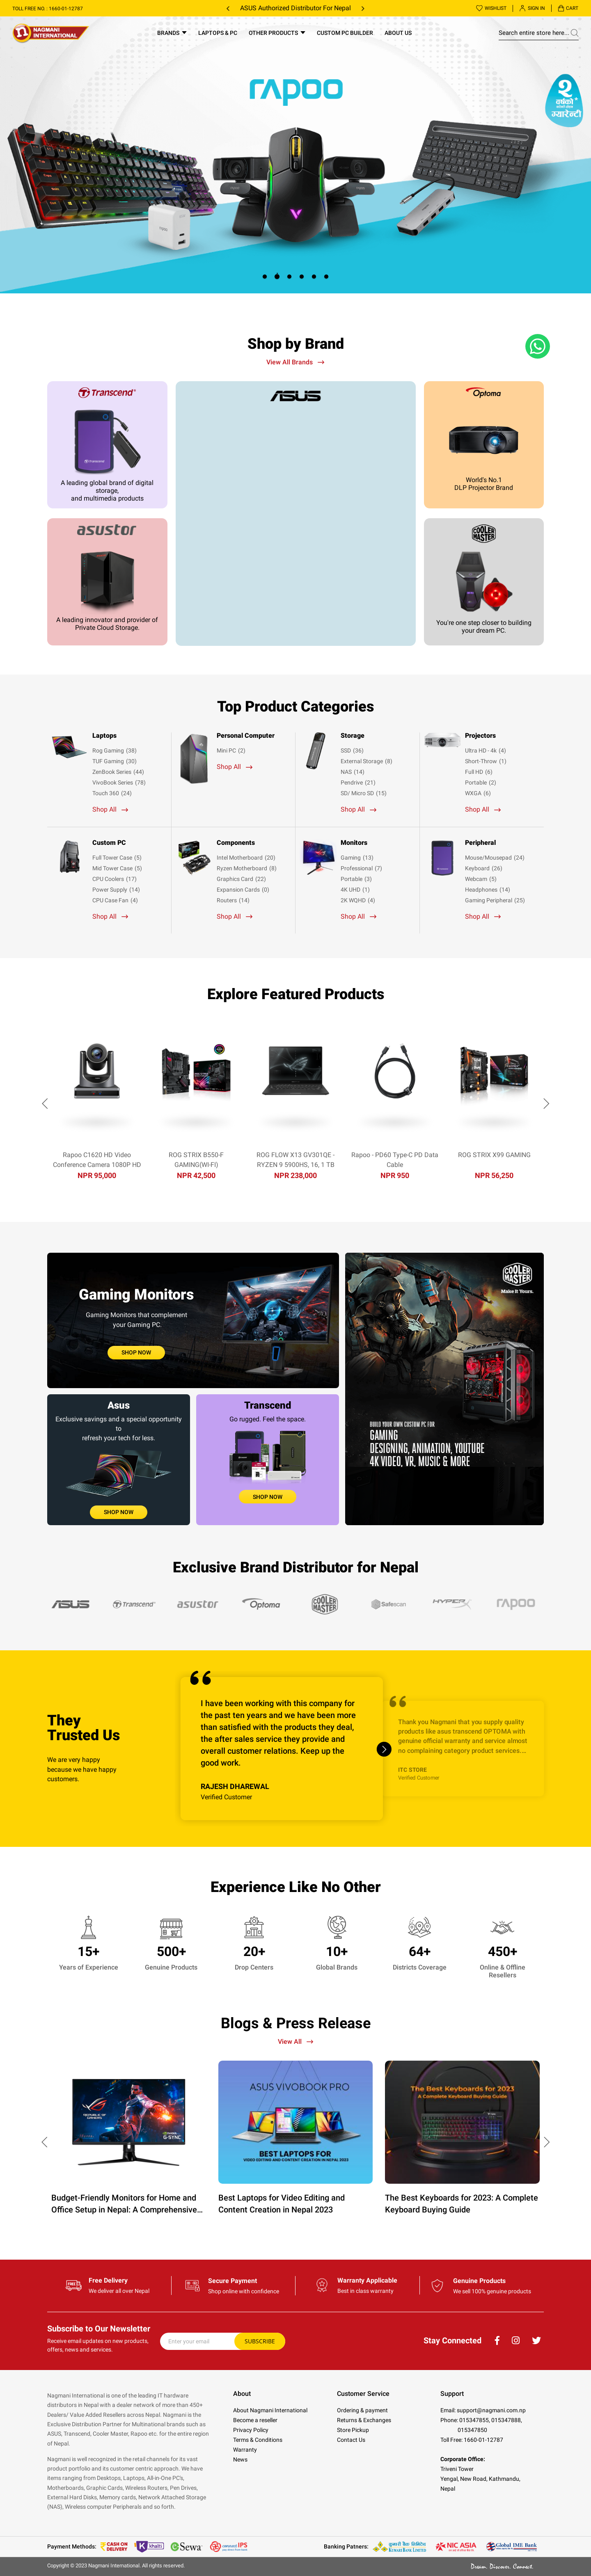 TOLL FREE NO. : 1660-01-12787
ASUS Authorized Distributor For Nepal
WISHLIST
SIGN IN
CART
NAGMANI
INTERNATIONAL
BRANDS
LAPTOPS & PC
OTHER PRODUCTS
CUSTOM PC BUILDER
ABOUT US
Search entire store here...
rapoo
२
वर्षको
ग्यारेन्टी
Shop by Brand
View All Brands
Transcend
A leading global brand of digital
storage,
and multimedia products
ASUS
Optoma
World's No.1
DLP Projector Brand
asustor
A leading innovator and provider of
Private Cloud Storage.
COOLER
MASTER
You're one step closer to building
your dream PC.
Top Product Categories
Laptops
Rog Gaming (38)
TUF Gaming (30)
ZenBook Series (44)
VivoBook Series (78)
Touch 360 (24)
Shop All
Personal Computer
Mini PC (2)
Shop All
Storage
SSD (36)
External Storage (8)
NAS (14)
Pendrive (21)
SD/ Micro SD (15)
Shop All
Projectors
Ultra HD - 4k (4)
Short-Throw (1)
Full HD (6)
Portable (2)
WXGA (6)
Shop All
Custom PC
Full Tower Case (5)
Mid Tower Case (5)
CPU Coolers (17)
Power Supply (14)
CPU Case Fan (4)
Shop All
Components
Intel Motherboard (20)
Ryzen Motherboard (8)
Graphics Card (22)
Expansion Cards (0)
Routers (14)
Shop All
Monitors
Gaming (13)
Professional (7)
Portable (3)
4K UHD (1)
2K WQHD (4)
Shop All
Peripheral
Mouse/Mousepad (24)
Keyboard (26)
Webcam (5)
Headphones (14)
Gaming Peripheral (25)
Shop All
Explore Featured Products
Rapoo C1620 HD Video
Conference Camera 1080P HD
NPR 95,000
ROG STRIX B550-F
GAMING(WI-FI)
NPR 42,500
ROG FLOW X13 GV301QE -
RYZEN 9 5900HS, 16, 1 TB
NPR 238,000
Rapoo - PD60 Type-C PD Data
Cable
NPR 950
ROG STRIX X99 GAMING
NPR 56,250
Gaming Monitors
Gaming Monitors that complement
your Gaming PC.
SHOP NOW
COOLER
MASTER
Make It Yours.
BUILD YOUR OWN CUSTOM PC FOR
GAMING
DESIGNING, ANIMATION, YOUTUBE
4K VIDEO, VR, MUSIC & MORE
Asus
Exclusive savings and a special opportunity
to
refresh your tech for less.
SHOP NOW
Transcend
Go rugged. Feel the space.
SHOP NOW
Exclusive Brand Distributor for Nepal
ASUS
Transcend
asustor
Optoma
COOLER
MASTER
Safescan
HYPERX
rapoo
They
Trusted Us
We are very happy
because we have happy
customers.
I have been working with this company for
the past ten years and we have been more
than satisfied with the products they deal,
the after sales service they provide and
overall customer relations. Keep up the
good work.
RAJESH DHAREWAL
Verified Customer
Thank you Nagmani that you supply quality
products like asus transcend OPTOMA with
genuine official warranty and service almost
no complaining category product services....
ITC STORE
Verified Customer
Experience Like No Other
15+
Years of Experience
500+
Genuine Products
20+
Drop Centers
10+
Global Brands
64+
Districts Coverage
450+
Online & Offline
Resellers
Blogs & Press Release
View All
Budget-Friendly Monitors for Home and
Office Setup in Nepal: A Comprehensive...
ASUS VIVOBOOK PRO
BEST LAPTOPS FOR
VIDEO EDITING AND CONTENT CREATION IN NEPAL 2023
Best Laptops for Video Editing and
Content Creation in Nepal 2023
The Best Keyboards for 2023
A Complete Keyboard Buying Guide
The Best Keyboards for 2023: A Complete
Keyboard Buying Guide
Free Delivery
We deliver all over Nepal
Secure Payment
Shop online with confidence
Warranty Applicable
Best in class warranty
Genuine Products
We sell 100% genuine products
Subscribe to Our Newsletter
Receive email updates on new products,
offers, news and services.
Enter your email
SUBSCRIBE
Stay Connected
Nagmani International is one of the leading IT hardware
distributors in Nepal with a dealer network of more than 450+
Dealers/ Value Added Resellers across Nepal. Nagmani is the
Exclusive Distribution Partner for Multinational brands such as
ASUS, Transcend, Cooler Master, Rapoo etc. for the entire region
of Nepal.
Nagmani is well recognized in the retail channels for its vast
product portfolio and its customer centric approach. We have
items ranging from Desktops, Laptops, All-in-One PC's,
Motherboards, Graphic Cards, Wireless Routers, Pen Drives,
External Hard Disks, Memory cards, Network Attached Storage
(NAS), Wireless computer Peripherals and so forth.
About
About Nagmani International
Become a reseller
Privacy Policy
Terms & Conditions
Warranty
News
Customer Service
Ordering & payment
Returns & Exchanges
Store Pickup
Contact Us
Support
Email: support@nagmani.com.np
Phone: 015347855, 015347888,
015347850
Toll Free: 1660-01-12787
Corporate Office:
Triveni Tower
Yengal, New Road, Kathmandu,
Nepal
Payment Methods:
CASH ON
DELIVERY
khalti
eSewa
IPS
Banking Patners:
KUMARI BANK LIMITED
NIC ASIA
Global IME Bank
Copyright © 2023 Nagmani International. All rights reserved.
Dream. Discover. Connect